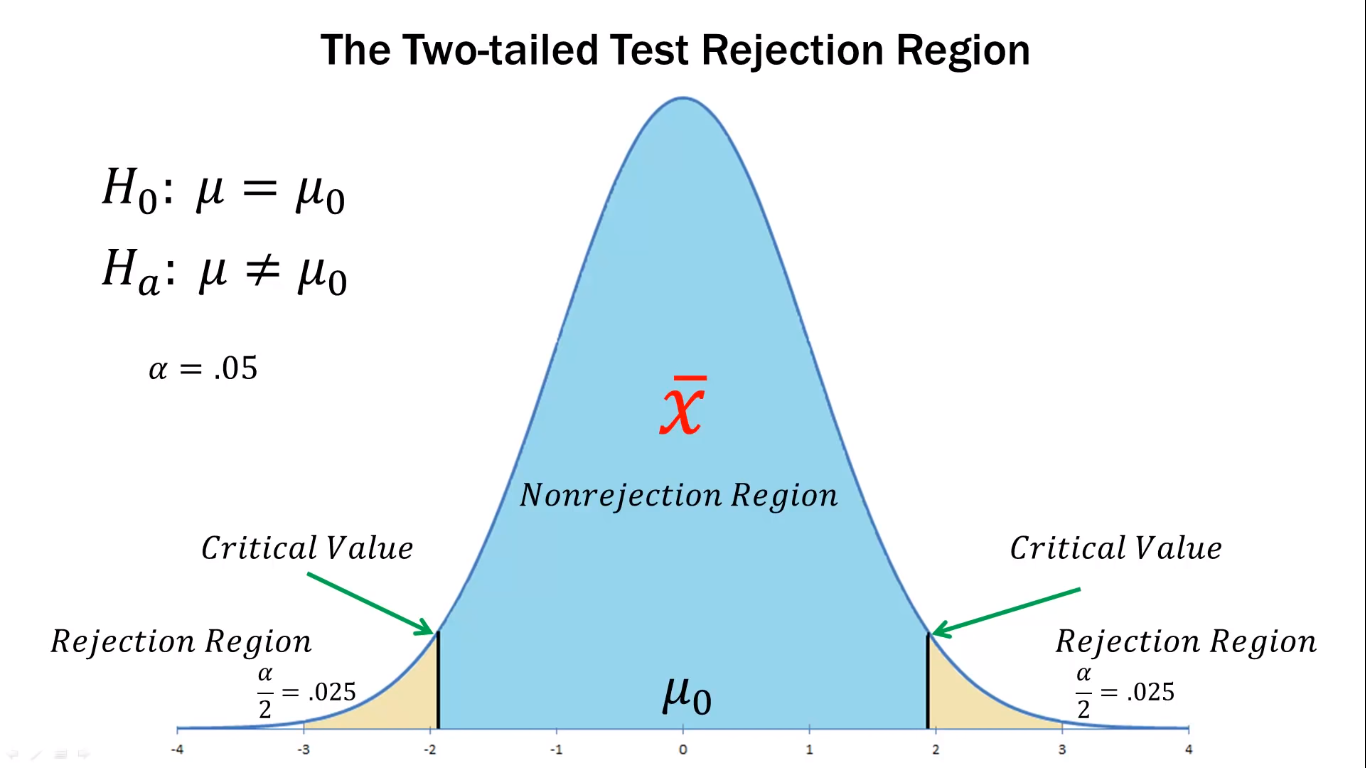 The Two-tailed Test Rejection Region
H₀: μ = μ₀
Hₐ: μ ≠ μ₀
α = .05
x̄
Nonrejection Region
Critical Value
Critical Value
Rejection Region
α/2 = .025
Rejection Region
α/2 = .025
μ₀
-4 -3 -2 -1 0 1 2 3 4